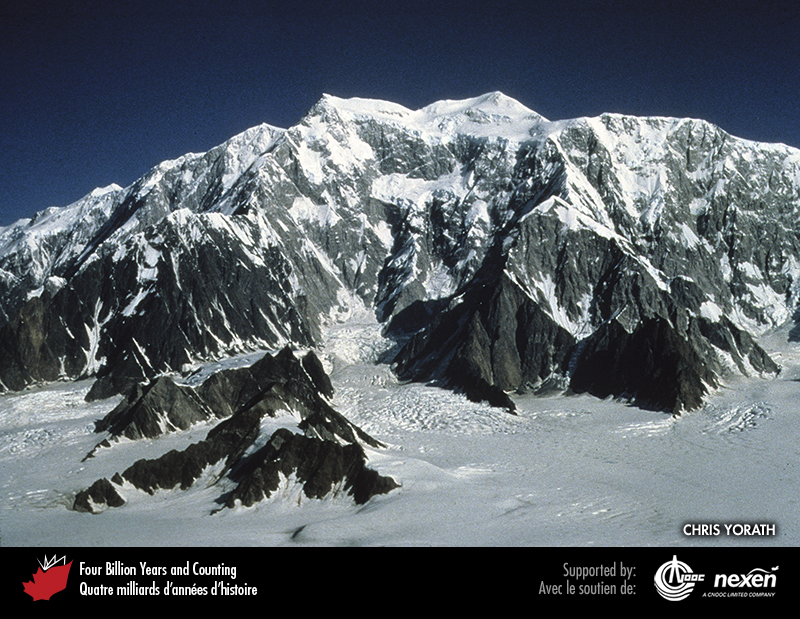 CHRIS YORATH
Four Billion Years and Counting
Quatre milliards d'années d'histoire
Supported by:
Avec le soutien de:
CNOOC
nexen
A CNOOC LIMITED COMPANY